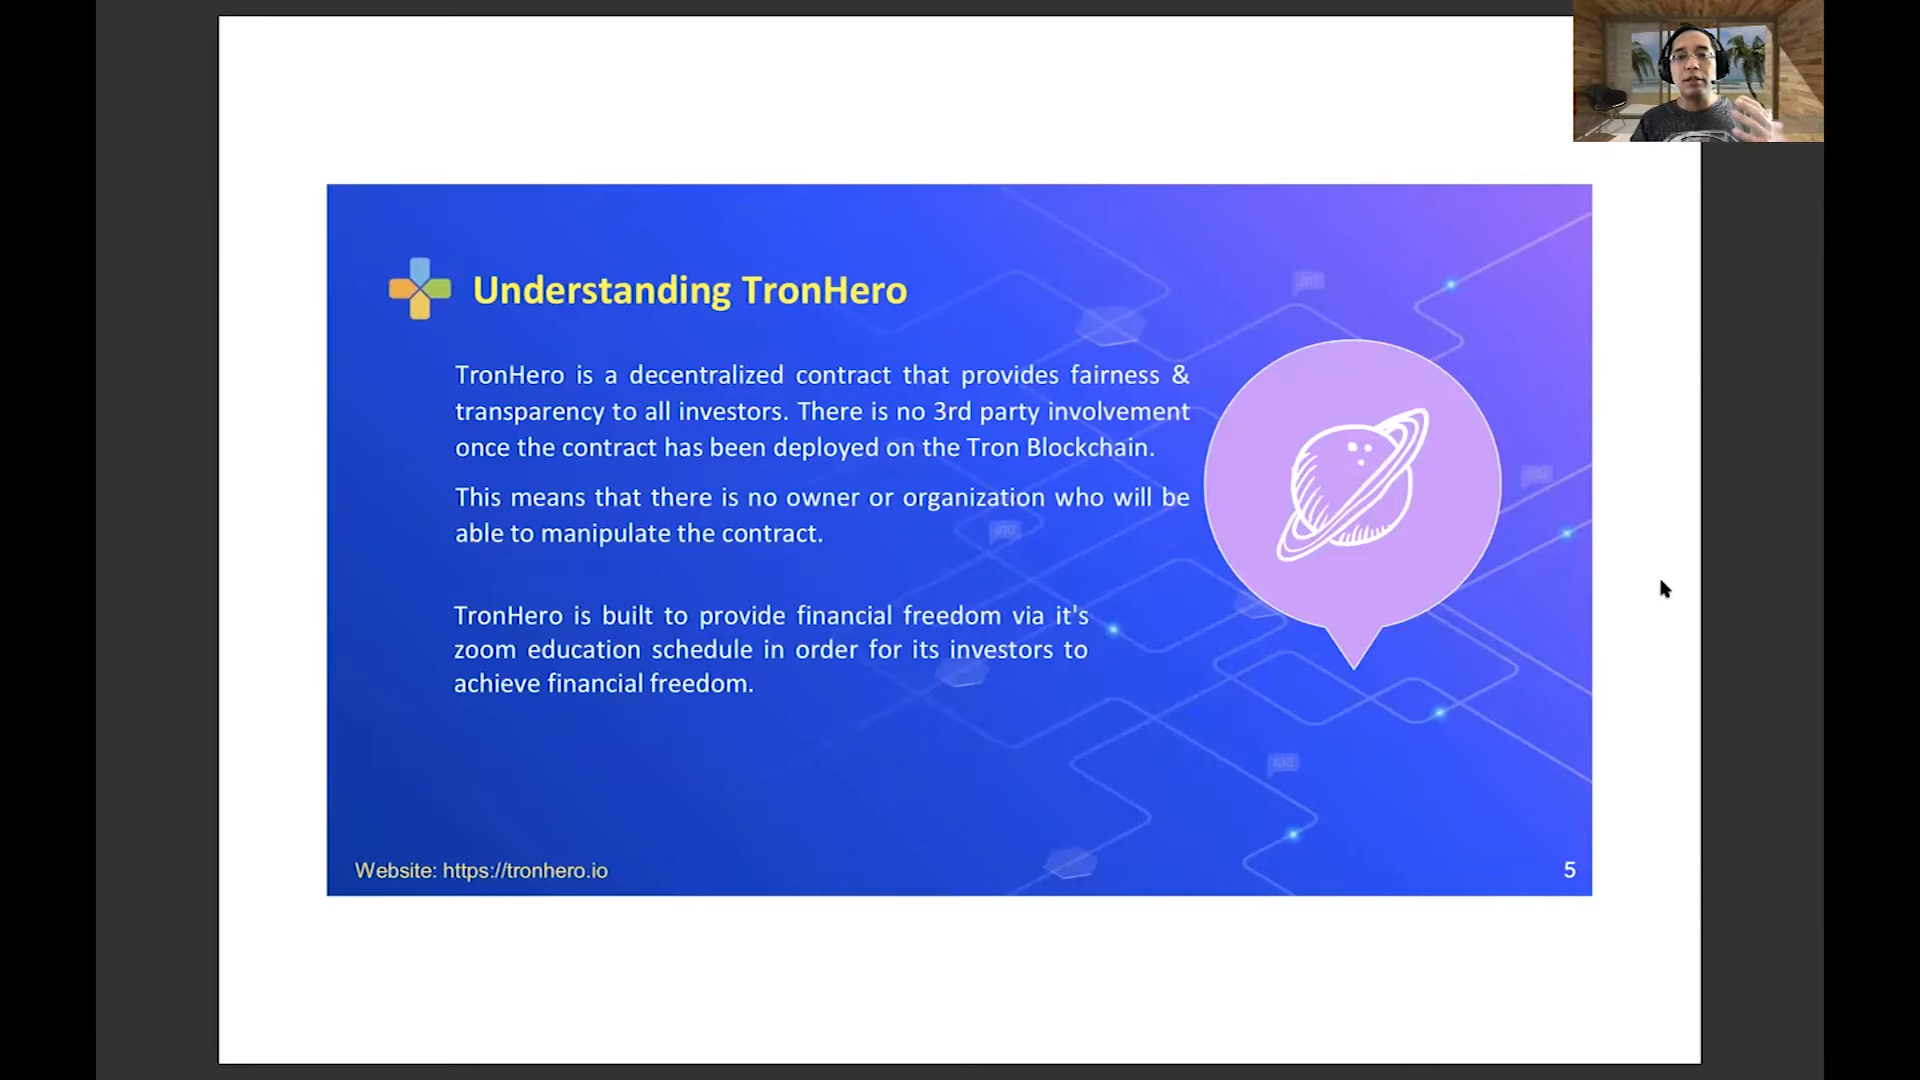 Understanding TronHero
TronHero is a decentralized contract that provides fairness &
transparency to all investors. There is no 3rd party involvement
once the contract has been deployed on the Tron Blockchain.
This means that there is no owner or organization who will be
able to manipulate the contract.
TronHero is built to provide financial freedom via it's
zoom education schedule in order for its investors to
achieve financial freedom.
Website: https://tronhero.io
5